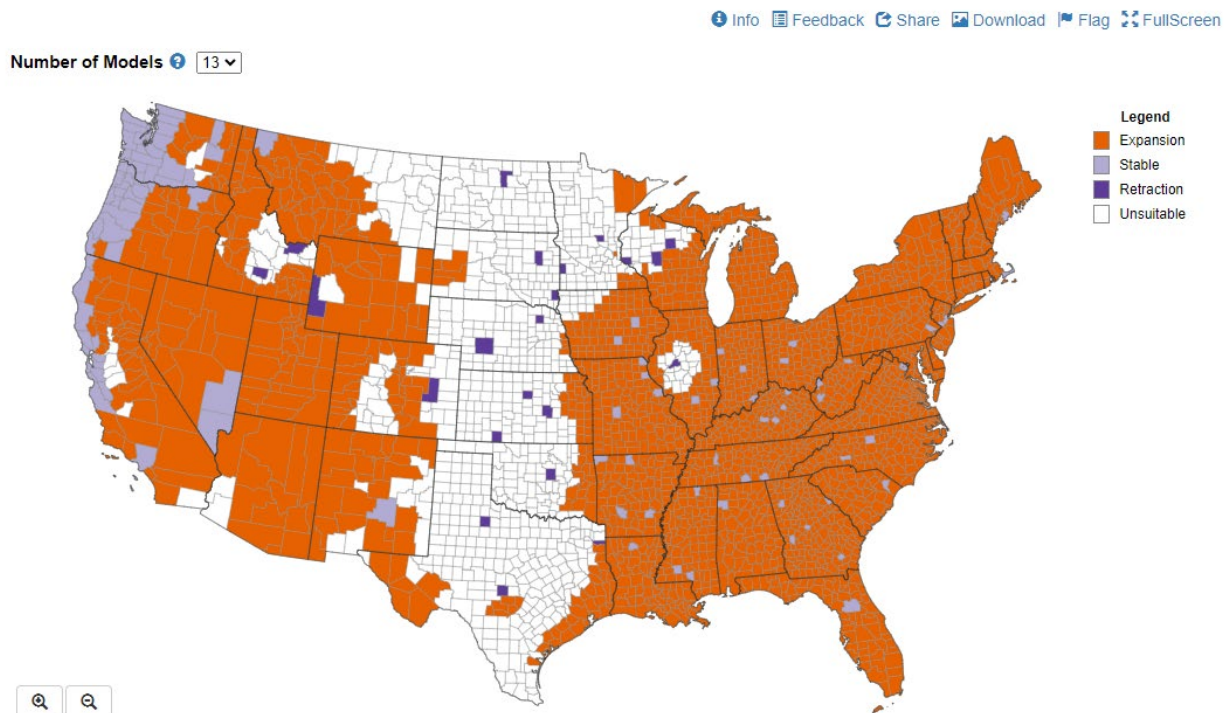 Info Feedback Share Download Flag FullScreen
Number of Models ? 13
Legend
Expansion
Stable
Retraction
Unsuitable